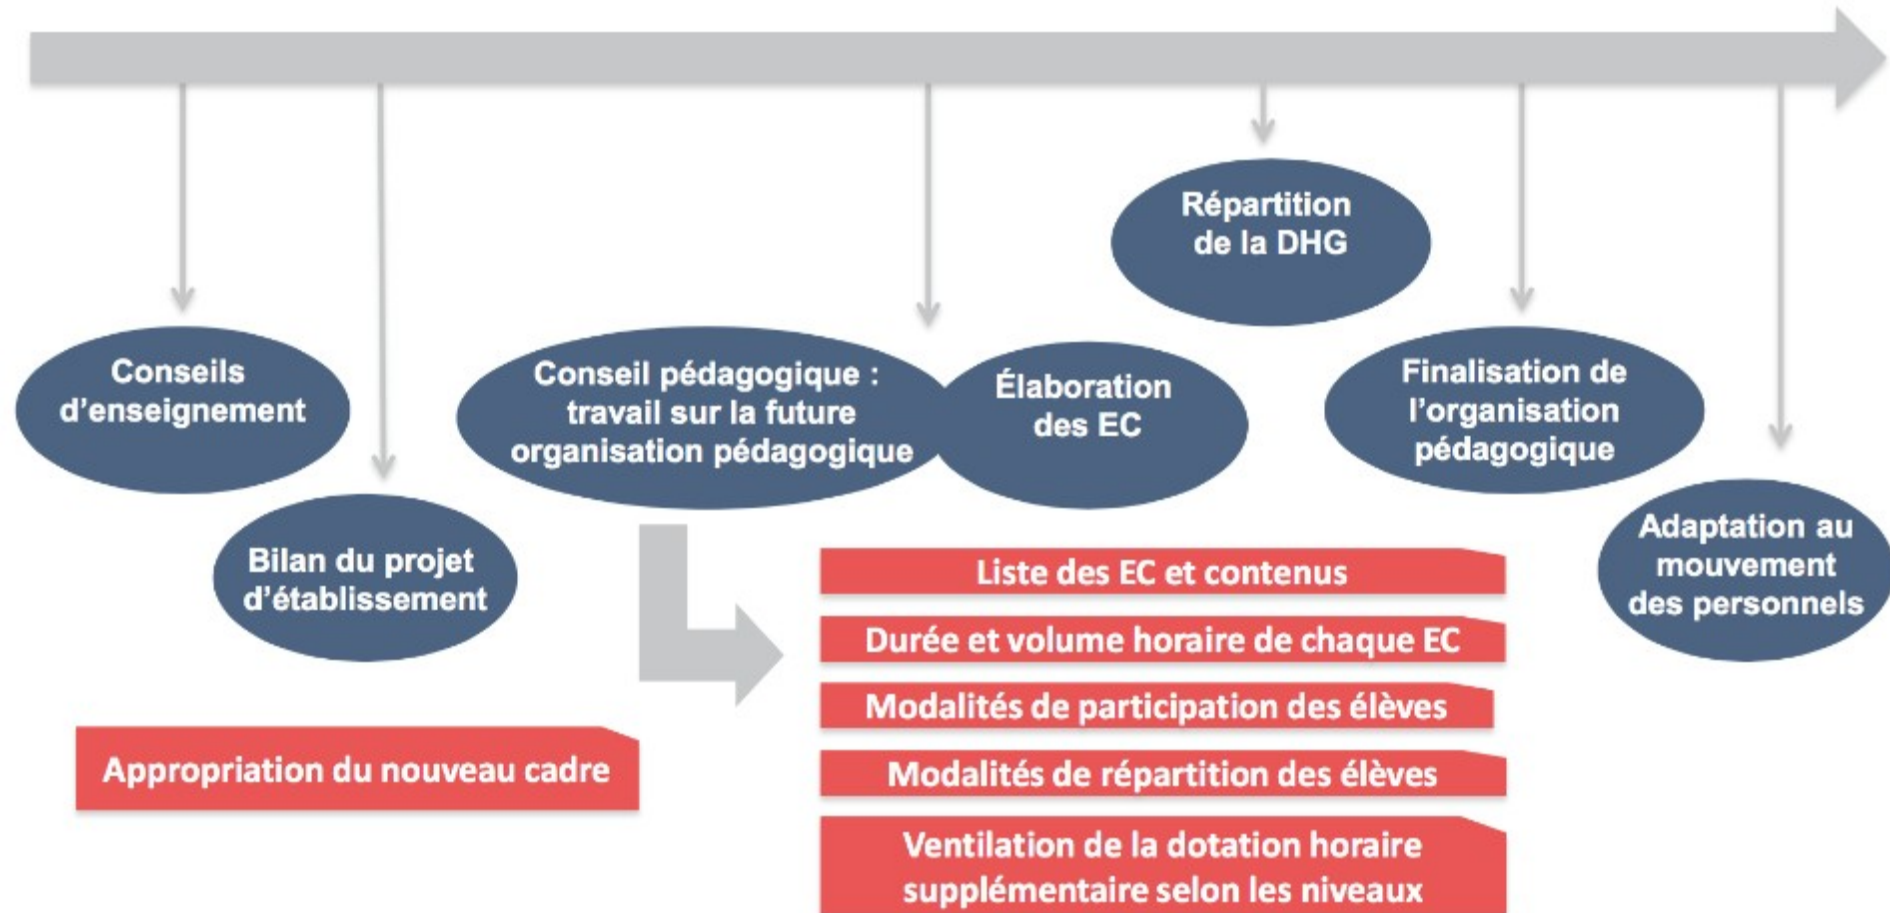 Conseils
d'enseignement
Bilan du projet
d'établissement
Conseil pédagogique :
travail sur la future
organisation pédagogique
Élaboration
des EC
Répartition
de la DHG
Finalisation de
l'organisation
pédagogique
Adaptation au
mouvement
des personnels
Appropriation du nouveau cadre
Liste des EC et contenus
Durée et volume horaire de chaque EC
Modalités de participation des élèves
Modalités de répartition des élèves
Ventilation de la dotation horaire
supplémentaire selon les niveaux